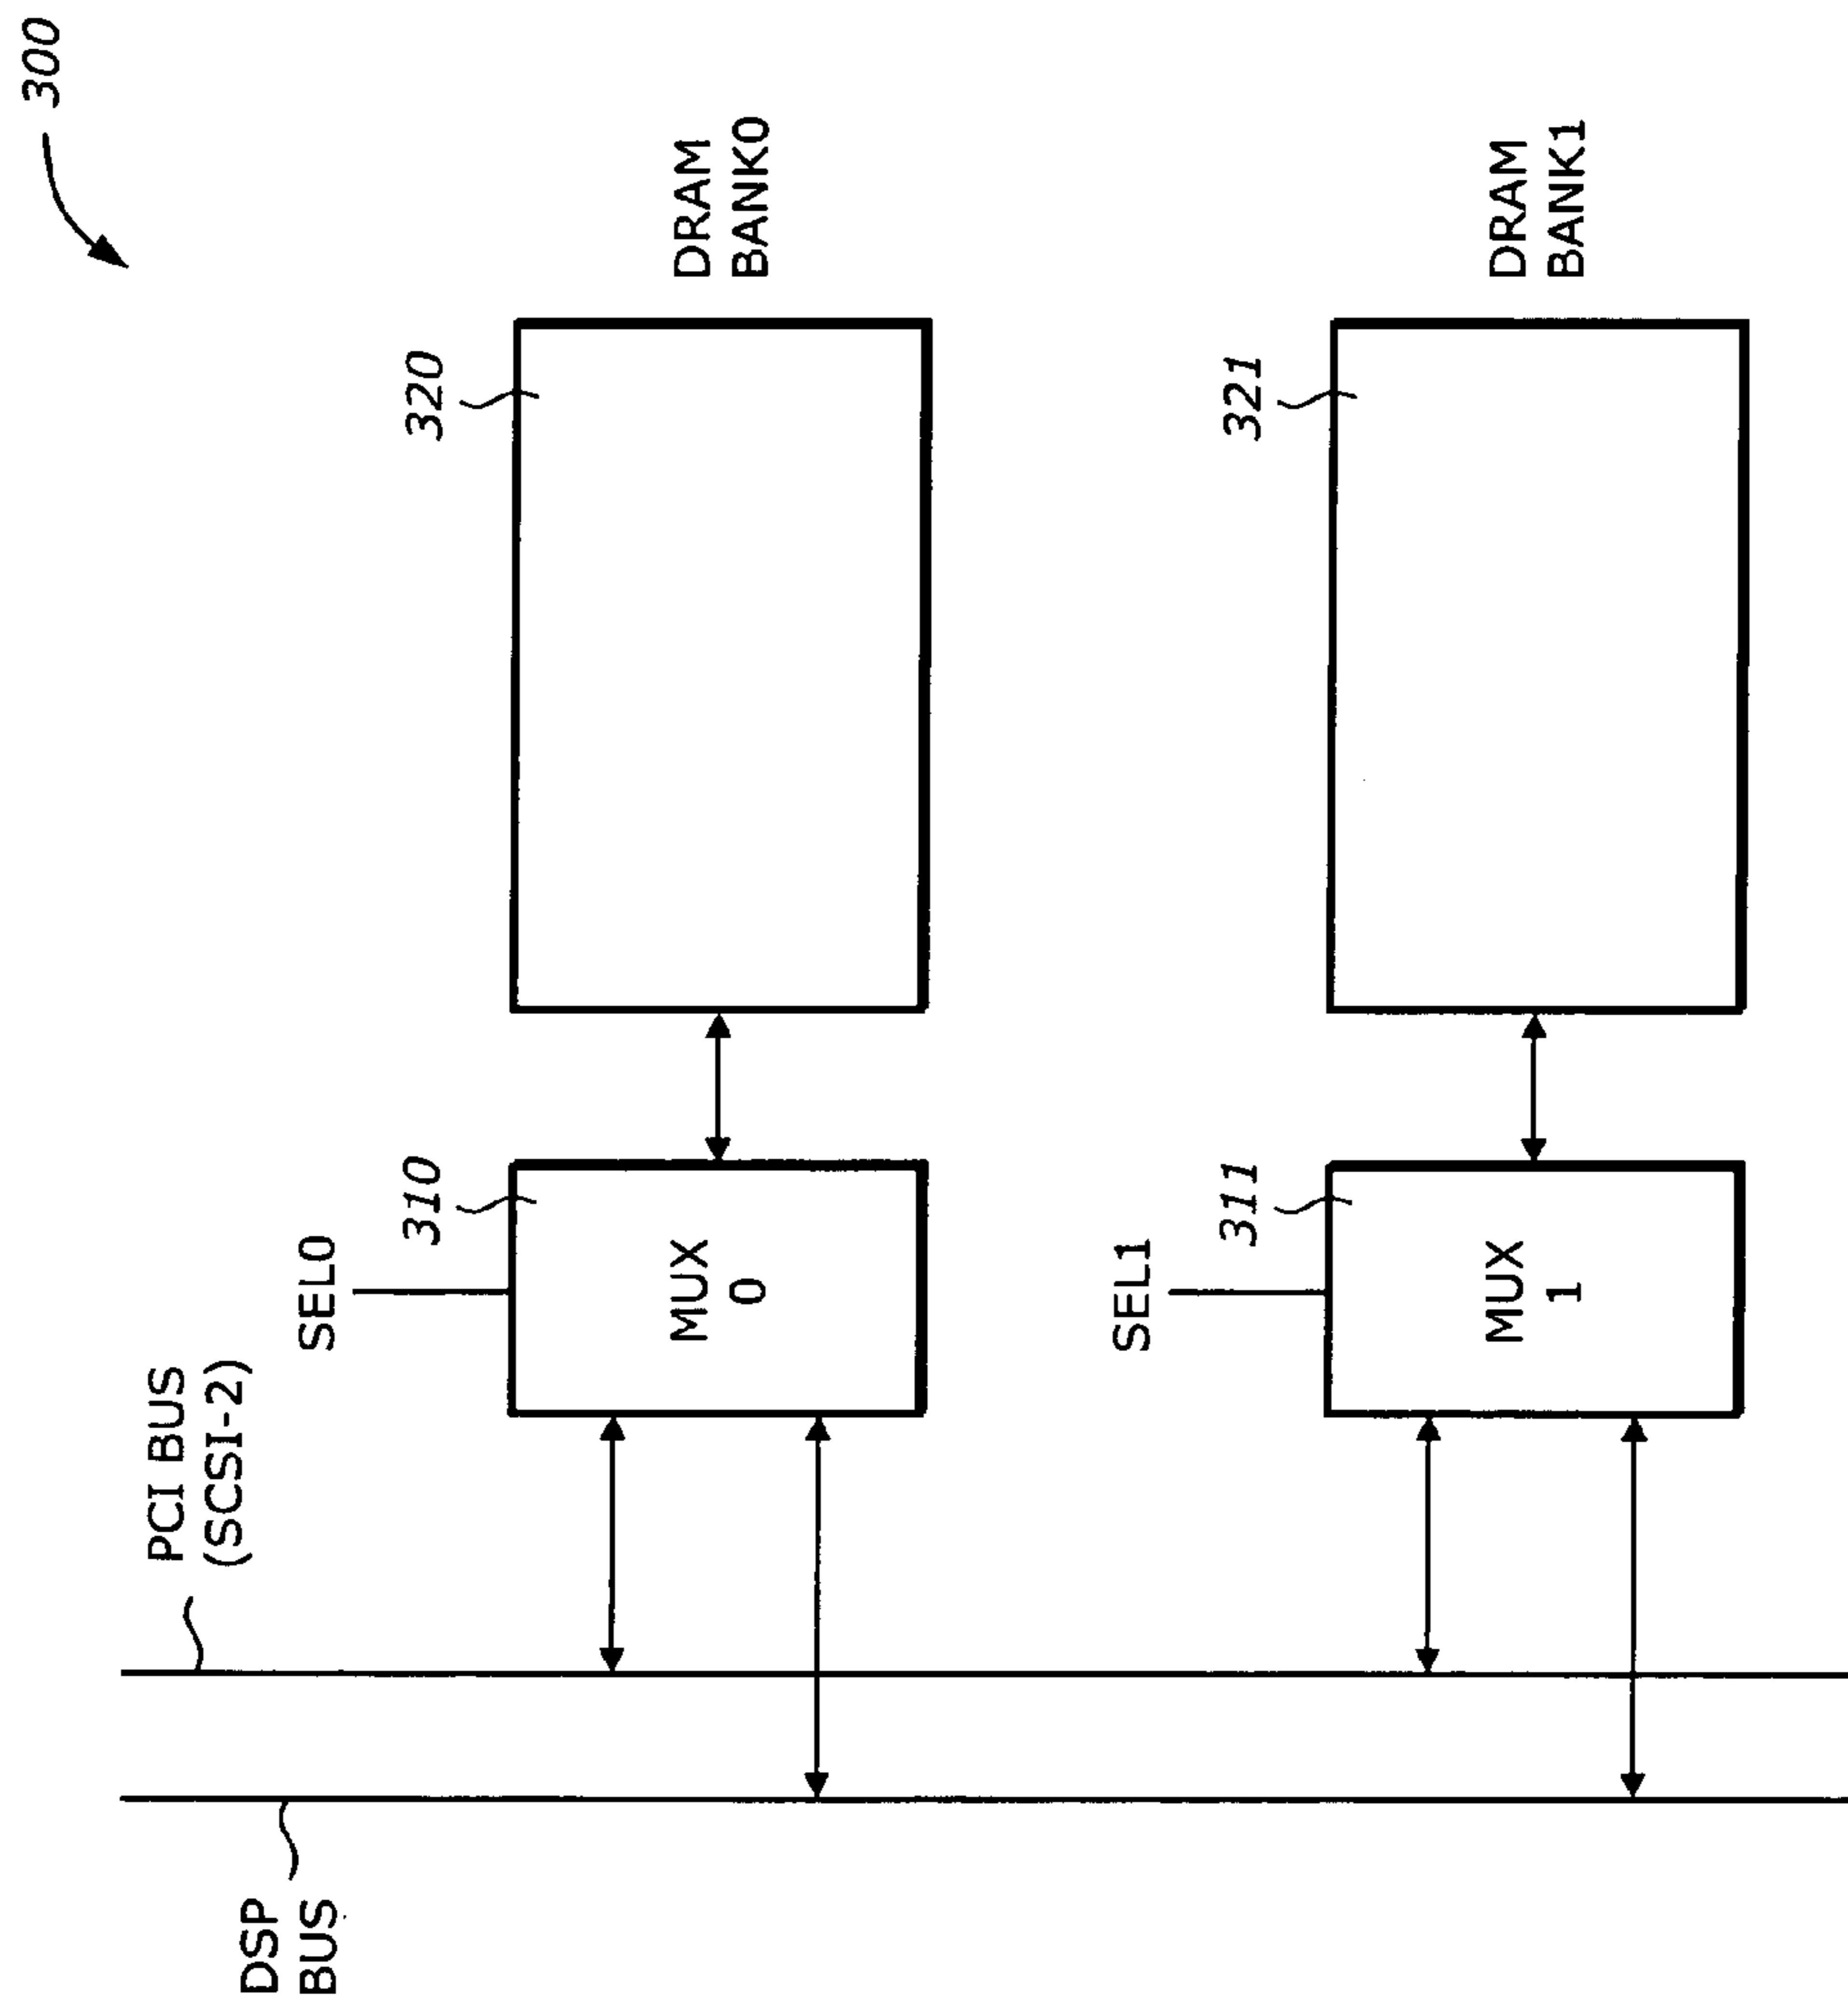 300
DSP
BUS
PCI BUS
(SCSI-2)
SEL0
310
MUX
0
320
DRAM
BANK0
SEL1
311
MUX
1
321
DRAM
BANK1